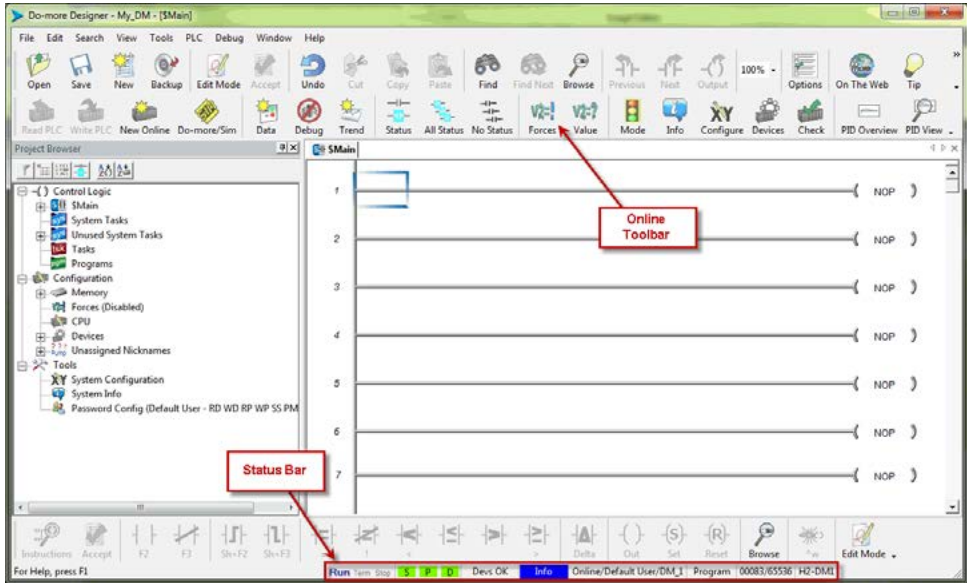 Do-more Designer - My_DM - [$Main]
File Edit Search View Tools PLC Debug Window Help
Open Save New Backup Edit Mode Accept Undo Cut Copy Paste Find Find Next Browse Previous Next Output 100% Options On The Web Tip
Read PLC Write PLC New Online Do-more/Sim Data Debug Trend Status All Status No Status Forces Value Mode Info Configure Devices Check PID Overview PID View
Project Browser
$Main
-( ) Control Logic
$Main
System Tasks
Unused System Tasks
Tasks
Programs
Configuration
Memory
Forces (Disabled)
CPU
Devices
Unassigned Nicknames
Tools
System Configuration
System Info
Password Config (Default User - RD WD RP WP SS PM
1 NOP
Online
Toolbar
2 NOP
3 NOP
4 NOP
5 NOP
6 NOP
Status Bar
7 NOP
Instructions Accept F2 F3 Sh+F2 Sh+F3 = ! < > Delta Out Set Reset Browse ^w Edit Mode
For Help, press F1
Run Term Stop S P D Devs OK Info Online/Default User/DM_1 Program 00083/65536 H2-DM1